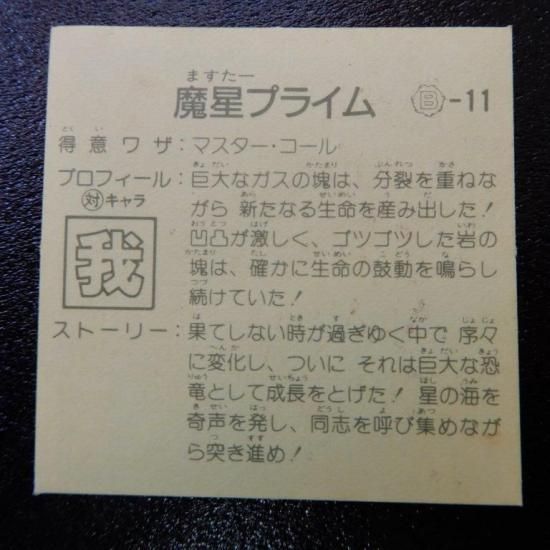 魔星プライム Ⓑ-11
得意ワザ:マスター・コール
プロフィール:巨大なガスの塊は、分裂を重ねな
がら 新たなる生命を産み出した!
凹凸が激しく、ゴツゴツした岩の
塊は、確かに生命の鼓動を鳴らし
続けていた!
㊥キャラ
我
ストーリー:果てしない時が過ぎゆく中で 序々
に変化し、ついに それは巨大な恐
竜として成長をとげた! 星の海を
奇声を発し、同志を呼び集めなが
ら突き進め!